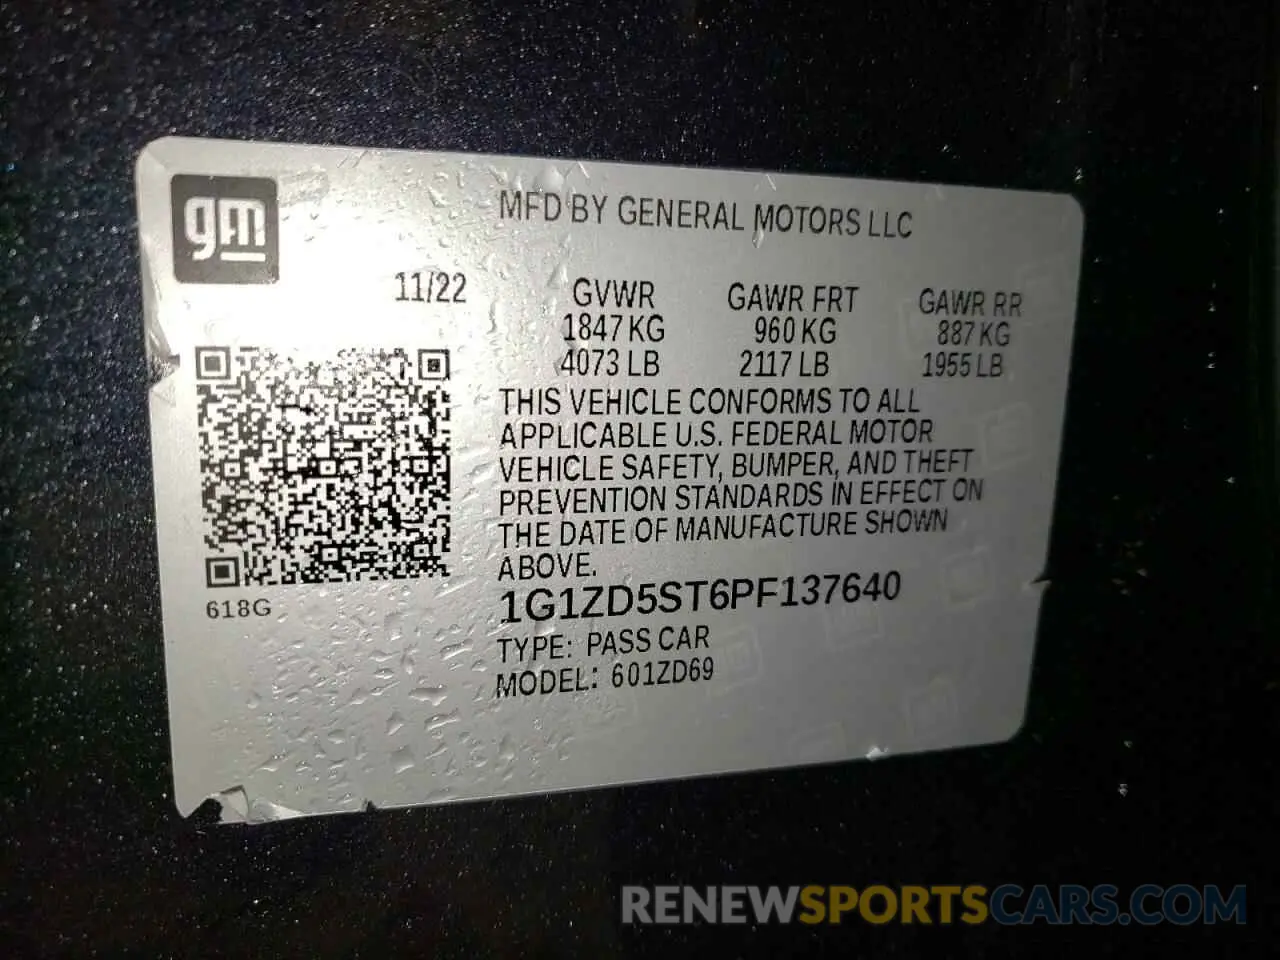 gm
MFD BY GENERAL MOTORS LLC
11/22
GVWR GAWR FRT GAWR RR
1847 KG 960 KG 887 KG
4073 LB 2117 LB 1955 LB
THIS VEHICLE CONFORMS TO ALL
APPLICABLE U.S. FEDERAL MOTOR
VEHICLE SAFETY, BUMPER, AND THEFT
PREVENTION STANDARDS IN EFFECT ON
THE DATE OF MANUFACTURE SHOWN
ABOVE.
618G
1G1ZD5ST6PF137640
TYPE: PASS CAR
MODEL: 601ZD69
RENEWSPORTSCARS.COM